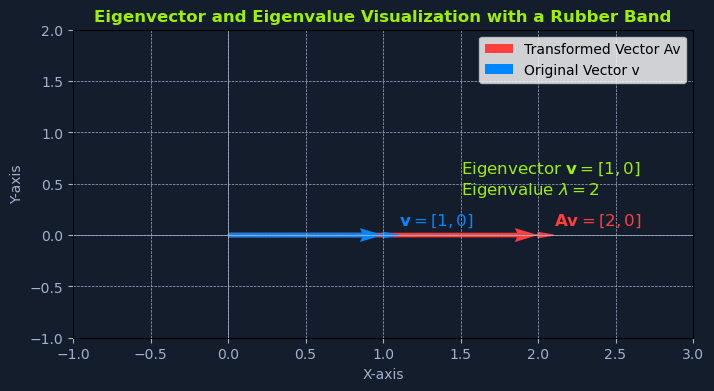 Eigenvector and Eigenvalue Visualization with a Rubber Band
2.0
1.5
1.0
0.5
0.0
−0.5
−1.0
Y-axis
Transformed Vector Av
Original Vector v
Eigenvector v = [1, 0]
Eigenvalue λ = 2
v = [1, 0]
Av = [2, 0]
−1.0 −0.5 0.0 0.5 1.0 1.5 2.0 2.5 3.0
X-axis